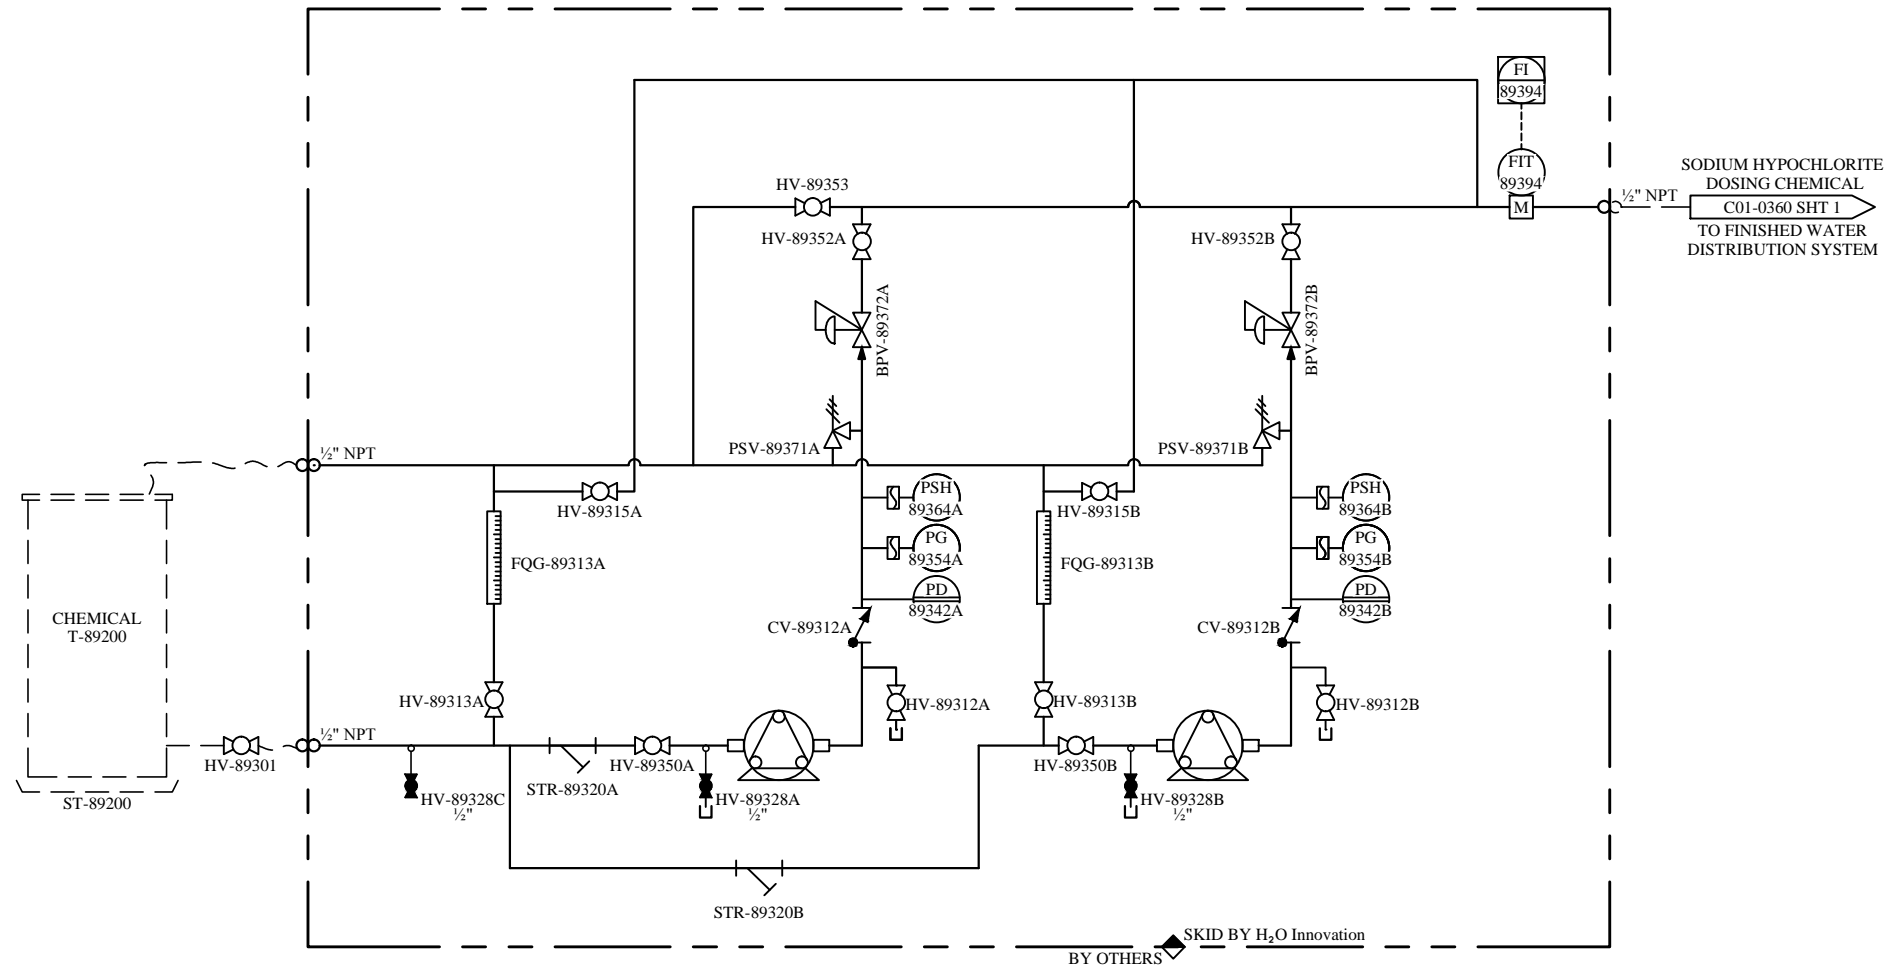 FI
89394
FIT
89394
M
½" NPT
SODIUM HYPOCHLORITE
DOSING CHEMICAL
C01-0360 SHT 1
TO FINISHED WATER
DISTRIBUTION SYSTEM
HV-89353
HV-89352A
HV-89352B
BPV-89372A
BPV-89372B
PSV-89371A
PSV-89371B
½" NPT
HV-89315A
HV-89315B
PSH
89364A
PSH
89364B
PG
89354A
PG
89354B
FQG-89313A
FQG-89313B
PD
89342A
PD
89342B
CHEMICAL
T-89200
CV-89312A
CV-89312B
HV-89313A
HV-89312A
HV-89313B
HV-89312B
½" NPT
HV-89301
HV-89350A
HV-89350B
STR-89320A
ST-89200
HV-89328C
½"
HV-89328A
½"
HV-89328B
½"
STR-89320B
SKID BY H₂O Innovation
BY OTHERS